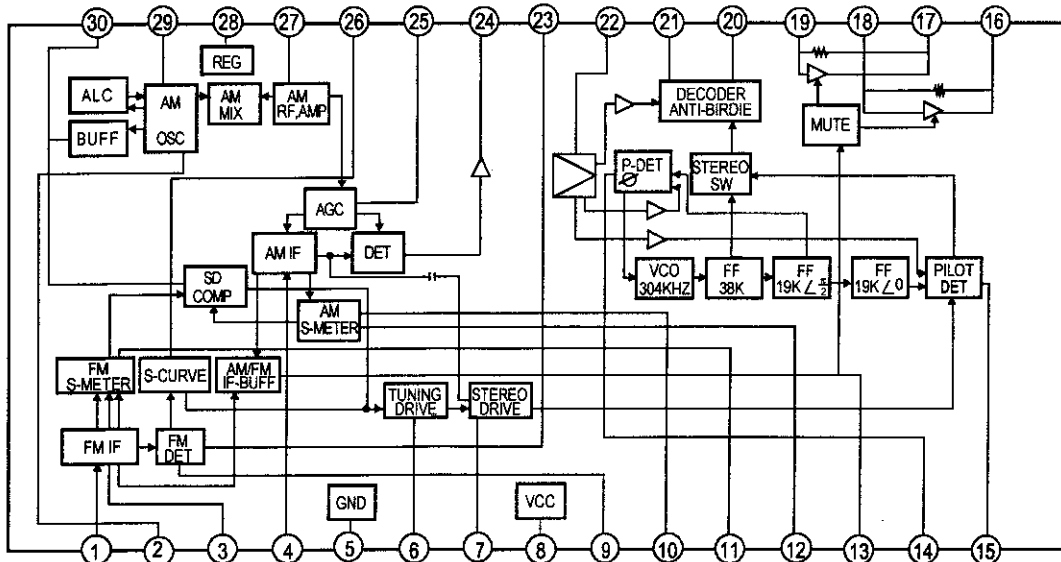 30 29 28 27 26 25 24 23 22 21 20 19 18 17 16
REG
ALC
AM
OSC
AM
MIX
AM
RF,AMP
BUFF
DECODER
ANTI-BIRDIE
MUTE
P-DET
STEREO
SW
AGC
AM IF
DET
SD
COMP
VCO
304KHZ
FF
38K
FF
19K∠
FF
19K∠0
PILOT
DET
AM
S-METER
FM
S-METER
S-CURVE
AM/FM
IF-BUFF
TUNING
DRIVE
STEREO
DRIVE
FM IF
FM
DET
GND
VCC
1 2 3 4 5 6 7 8 9 10 11 12 13 14 15